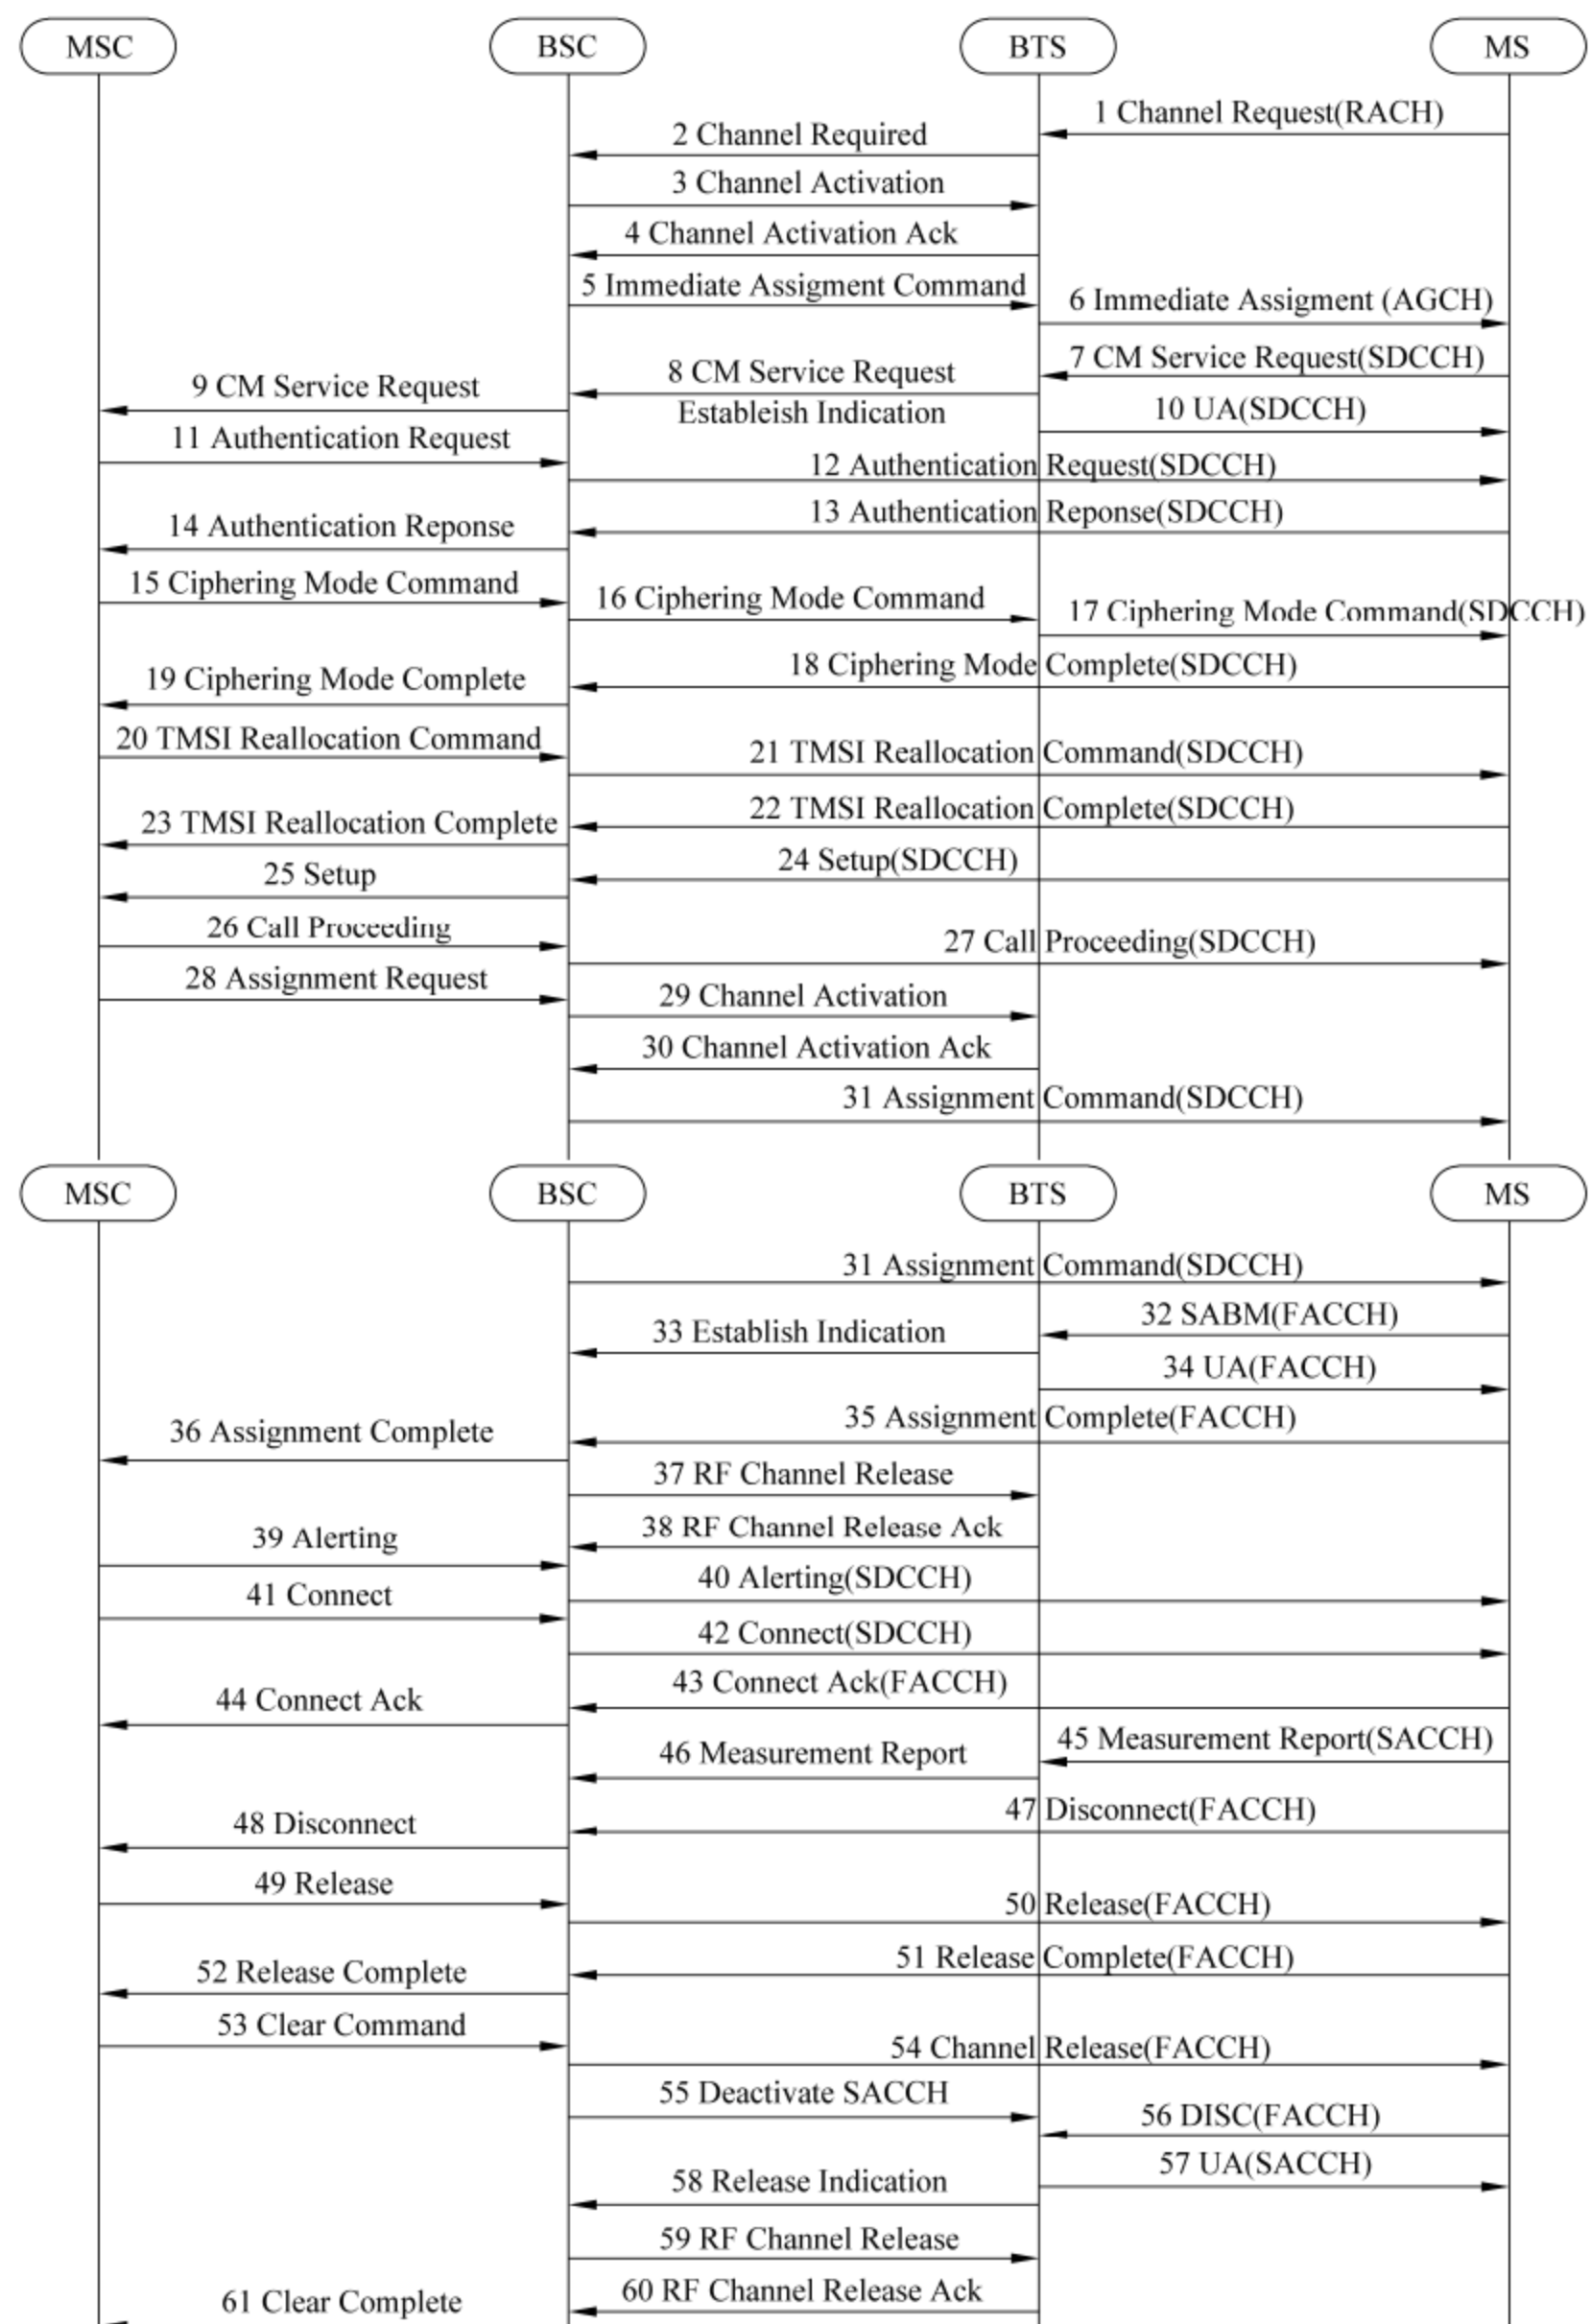 MSC
BSC
BTS
MS
1 Channel Request(RACH)
2 Channel Required
3 Channel Activation
4 Channel Activation Ack
5 Immediate Assigment Command
6 Immediate Assigment (AGCH)
7 CM Service Request(SDCCH)
8 CM Service Request
Estableish Indication
9 CM Service Request
10 UA(SDCCH)
11 Authentication Request
12 Authentication Request(SDCCH)
13 Authentication Reponse(SDCCH)
14 Authentication Reponse
15 Ciphering Mode Command
16 Ciphering Mode Command
17 Ciphering Mode Command(SDCCH)
18 Ciphering Mode Complete(SDCCH)
19 Ciphering Mode Complete
20 TMSI Reallocation Command
21 TMSI Reallocation Command(SDCCH)
22 TMSI Reallocation Complete(SDCCH)
23 TMSI Reallocation Complete
24 Setup(SDCCH)
25 Setup
26 Call Proceeding
27 Call Proceeding(SDCCH)
28 Assignment Request
29 Channel Activation
30 Channel Activation Ack
31 Assignment Command(SDCCH)
MSC
BSC
BTS
MS
31 Assignment Command(SDCCH)
32 SABM(FACCH)
33 Establish Indication
34 UA(FACCH)
35 Assignment Complete(FACCH)
36 Assignment Complete
37 RF Channel Release
38 RF Channel Release Ack
39 Alerting
40 Alerting(SDCCH)
41 Connect
42 Connect(SDCCH)
43 Connect Ack(FACCH)
44 Connect Ack
45 Measurement Report(SACCH)
46 Measurement Report
47 Disconnect(FACCH)
48 Disconnect
49 Release
50 Release(FACCH)
51 Release Complete(FACCH)
52 Release Complete
53 Clear Command
54 Channel Release(FACCH)
55 Deactivate SACCH
56 DISC(FACCH)
57 UA(SACCH)
58 Release Indication
59 RF Channel Release
60 RF Channel Release Ack
61 Clear Complete